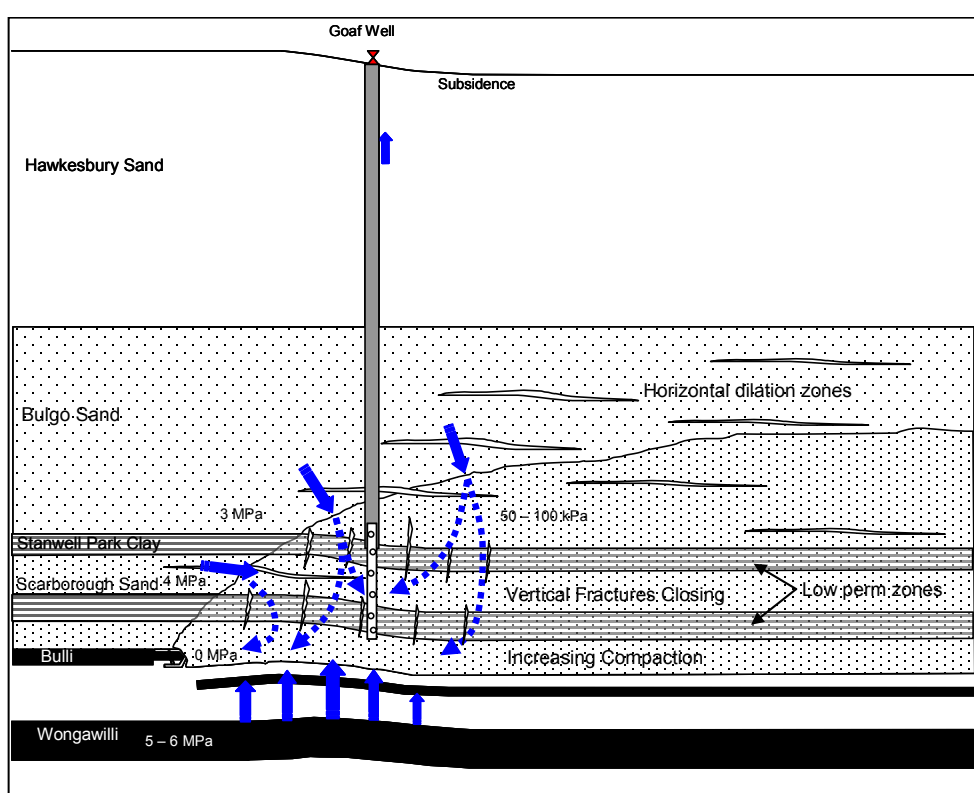 Goaf Well
Subsidence
Hawkesbury Sand
Horizontal dilation zones
Bulgo Sand
3 MPa
50 – 100 kPa
Stanwell Park Clay
Scarborough Sand
4 MPa
Vertical Fractures Closing
Low perm zones
Bulli
0 MPa
Increasing Compaction
Wongawilli
5 – 6 MPa